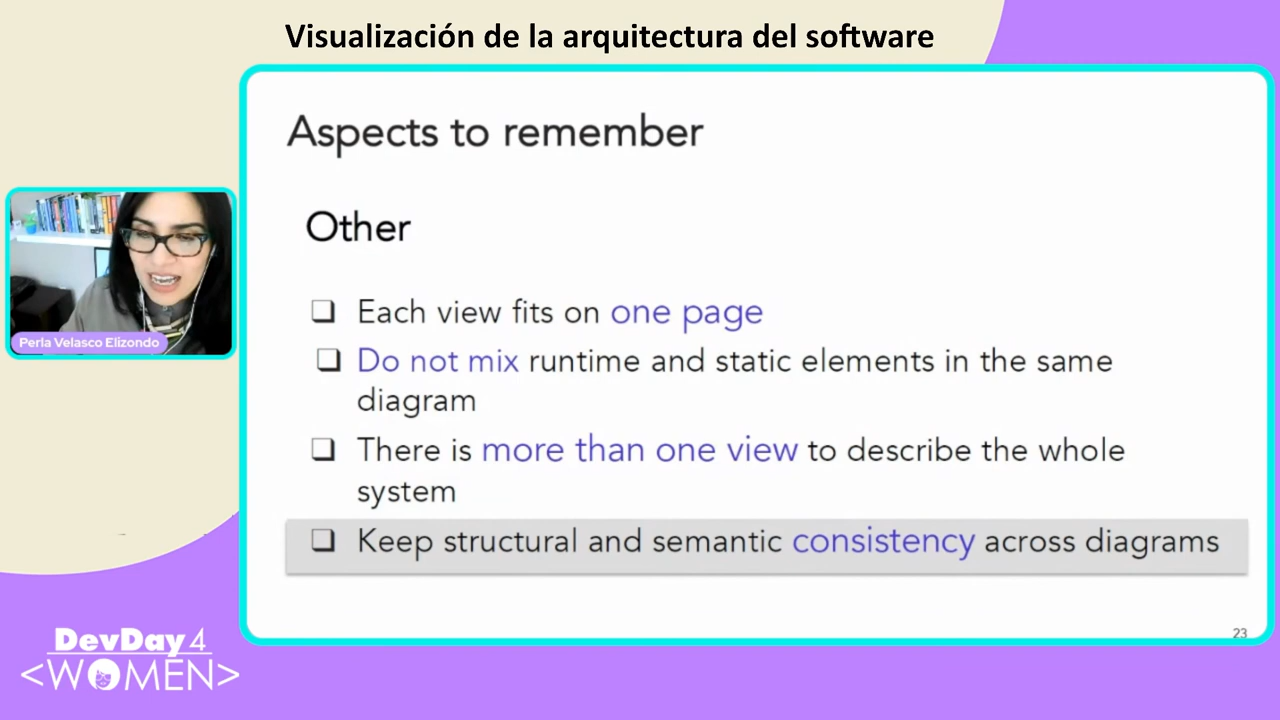 Visualización de la arquitectura del software
Aspects to remember
Other
❑ Each view fits on one page
❑ Do not mix runtime and static elements in the same
diagram
❑ There is more than one view to describe the whole
system
❑ Keep structural and semantic consistency across diagrams
23
Perla Velasco Elizondo
DevDay 4
<WOMEN>